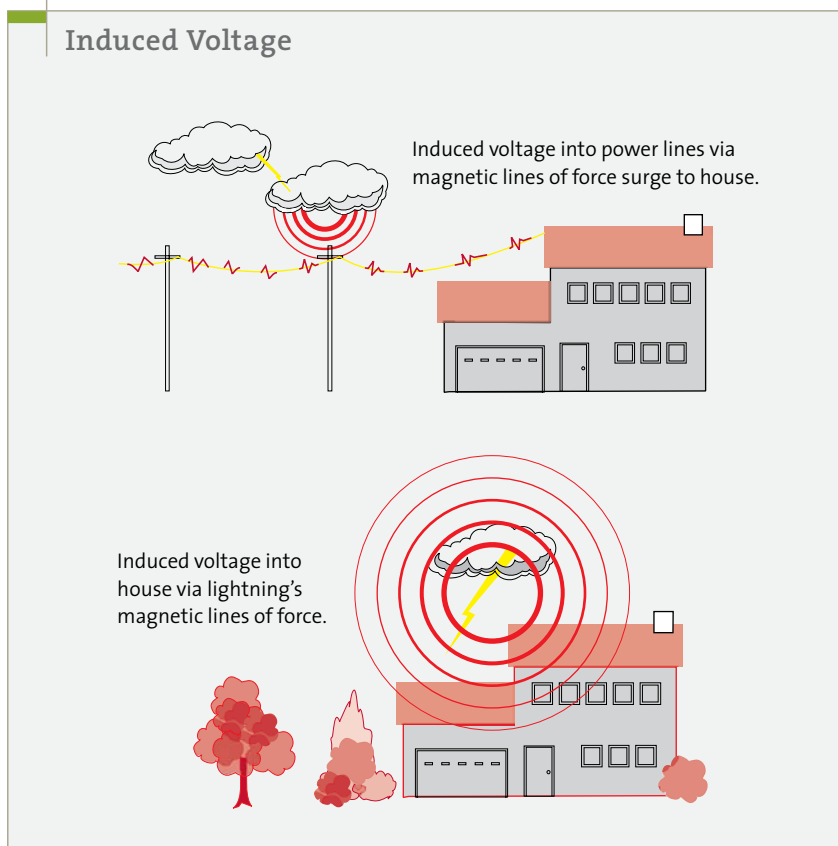 Induced Voltage
Induced voltage into power lines via
magnetic lines of force surge to house.
Induced voltage into
house via lightning’s
magnetic lines of force.